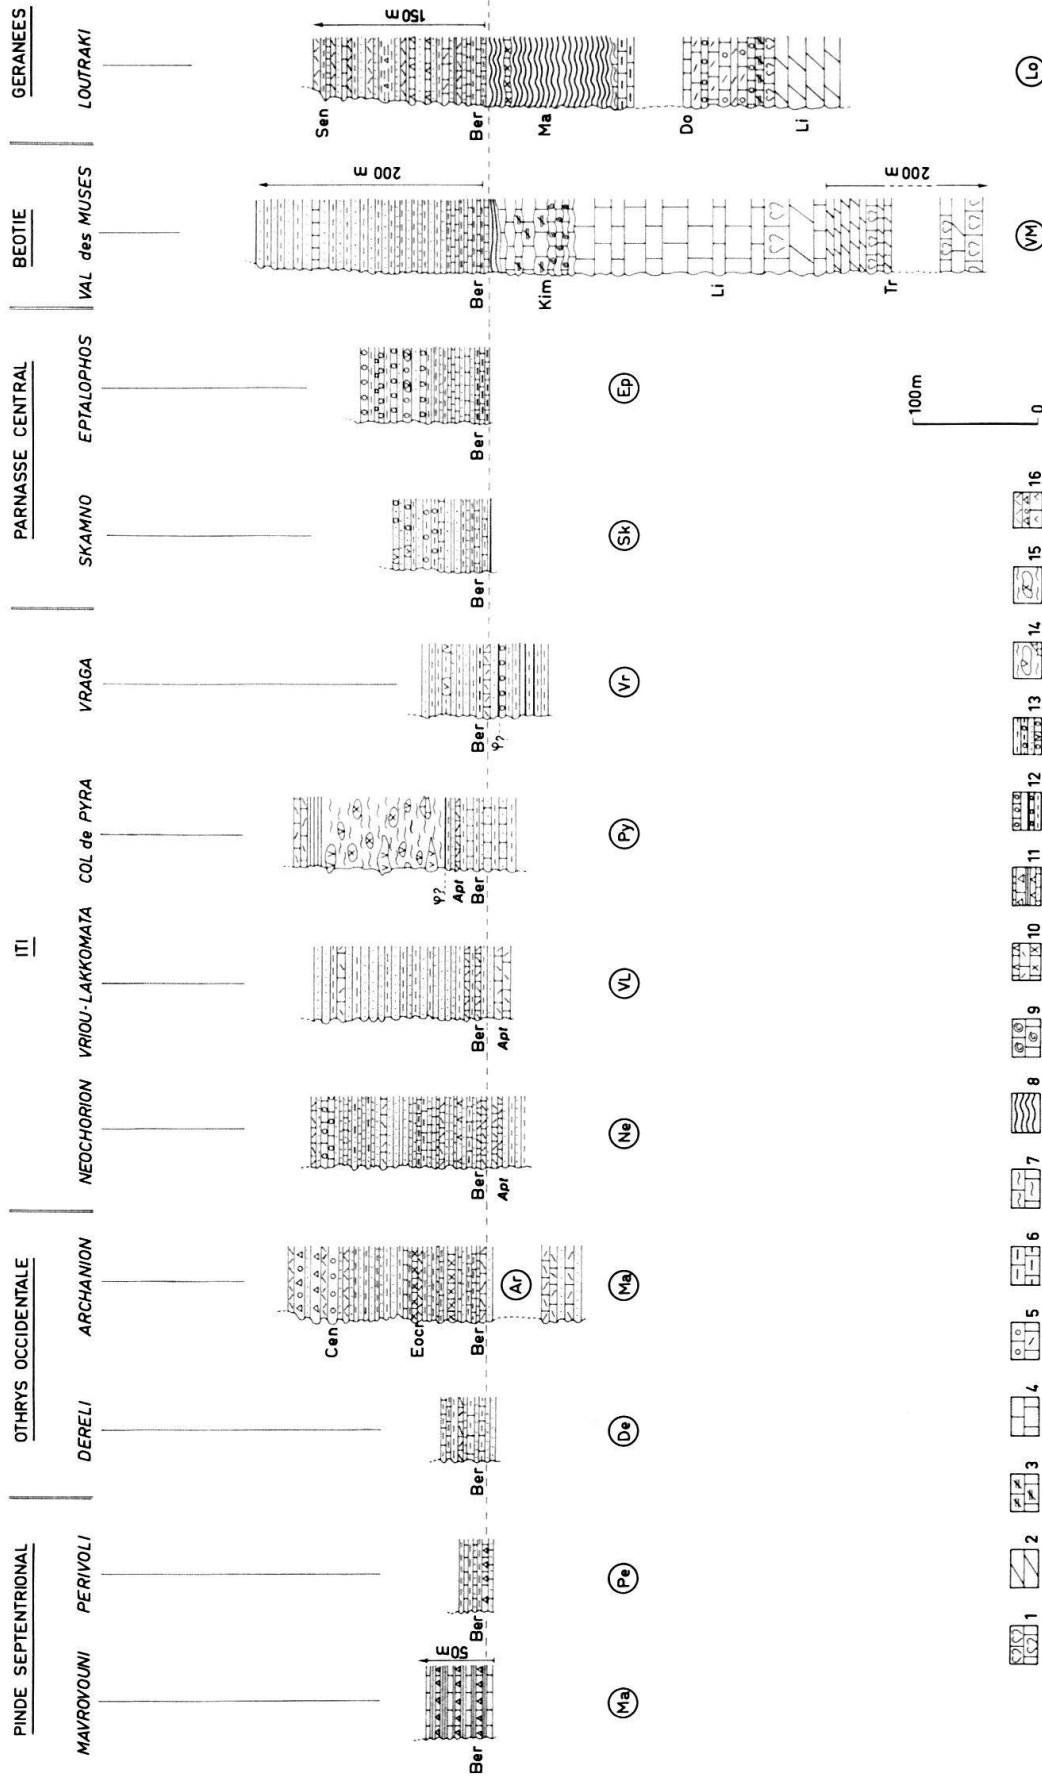 PINDE SEPTENTRIONAL
OTHRYS OCCIDENTALE
ITI
PARNASSE CENTRAL
BEOTIE
GERANEES
MAVROVOUNI
PERIVOLI
DERELI
ARCHANION
NEOCHORION
VRIOU-LAKKOMATA
COL de PYRA
VRAGA
SKAMNO
EPTALOPHOS
VAL des MUSES
LOUTRAKI
50m
Ber
Ma
Ber
Pe
Ber
De
Cen
Eocr
Ber
Ar
Ma
Ber
Apt
Ne
Ber
Apt
VL
φ?
Apt
Ber
Py
Ber
φ?
Vr
Ber
Sk
Ber
Ep
200 m
Ber
Kim
Li
Tr
200 m
VM
150 m
Sen
Ber
Ma
Do
Li
Lo
100m
0
1 2 3 4 5 6 7 8 9 10 11 12 13 14 15 16